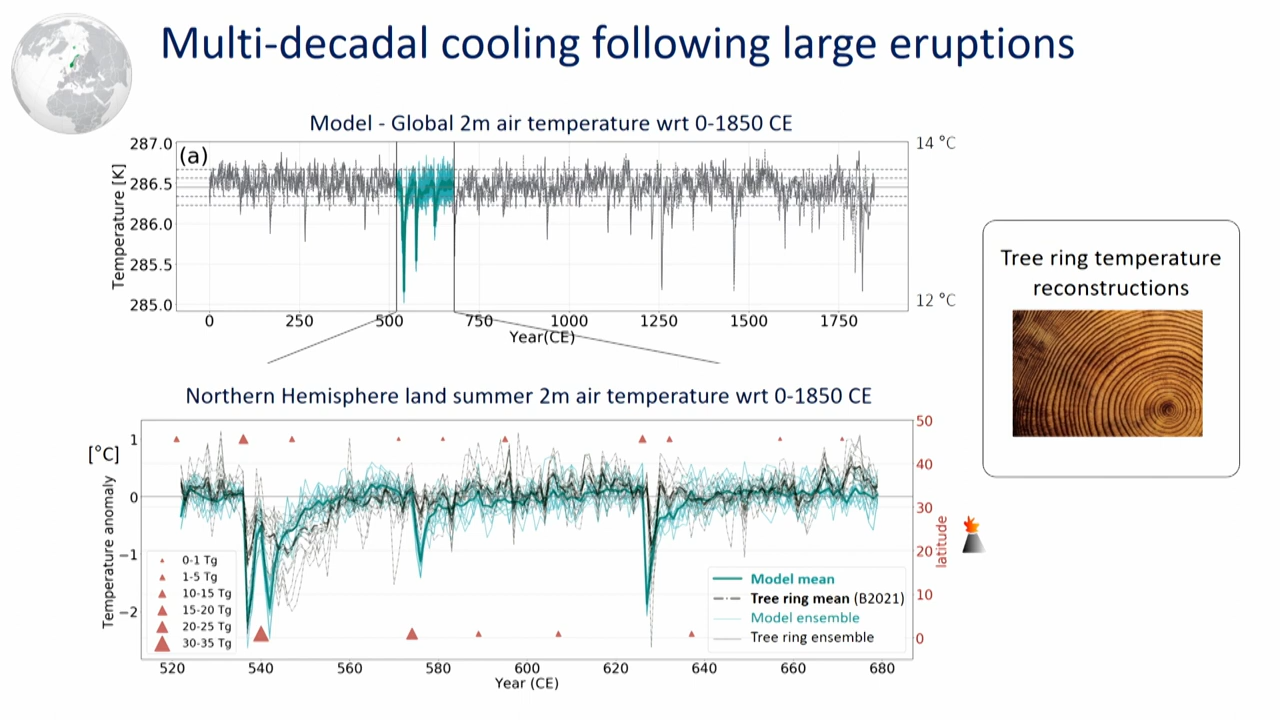 Multi-decadal cooling following large eruptions
Model - Global 2m air temperature wrt 0-1850 CE
(a)
Temperature [K]
287.0
286.5
286.0
285.5
285.0
14 °C
12 °C
0 250 500 750 1000 1250 1500 1750
Year(CE)
Tree ring temperature
reconstructions
Northern Hemisphere land summer 2m air temperature wrt 0-1850 CE
[°C]
Temperature anomaly
1
0
−1
−2
50
40
30
20
10
0
latitude
0-1 Tg
1-5 Tg
10-15 Tg
15-20 Tg
20-25 Tg
30-35 Tg
Model mean
Tree ring mean (B2021)
Model ensemble
Tree ring ensemble
520 540 560 580 600 620 640 660 680
Year (CE)